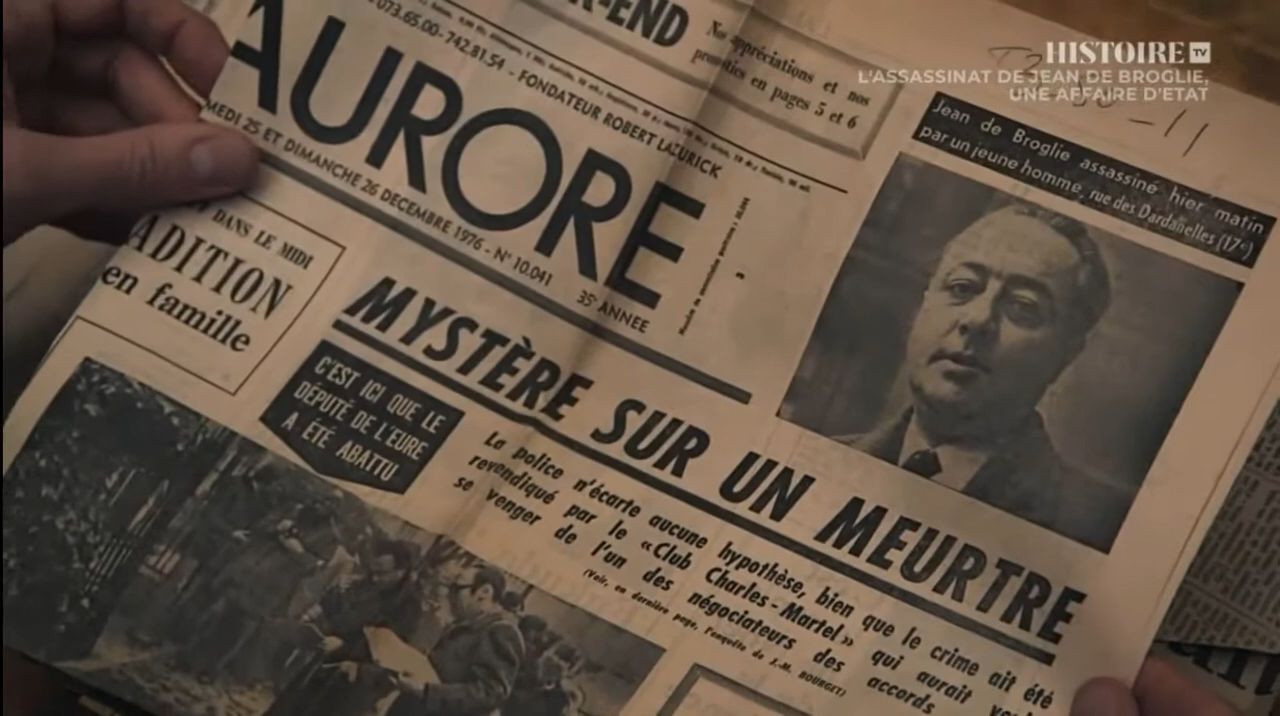 HISTOIRE TV
L'ASSASSINAT DE JEAN DE BROGLIE,
UNE AFFAIRE D'ETAT
-END
appréciations et nos
en pages 5 et 6
073.65.00-742.81.54 - FONDATEUR ROBERT LAZURICK
AURORE
MEDI 25 ET DIMANCHE 26 DECEMBRE 1976 - N° 10.041
35e ANNEE
Jean de Broglie assassiné hier matin
par un jeune homme, rue des Dardanelles (17e)
DANS LE MIDI
ADITION
en famille
MYSTÈRE SUR UN MEURTRE
C'EST ICI QUE LE
DÉPUTÉ DE L'EURE
A ÉTÉ ABATTU
La police n'écarte aucune hypothèse, bien que le crime ait été
revendiqué par le «Club Charles-Martel» qui aurait
se venger de l'un des négociateurs des accords
(Voir, en dernière page, l'enquête de J.-M. BOURGET)